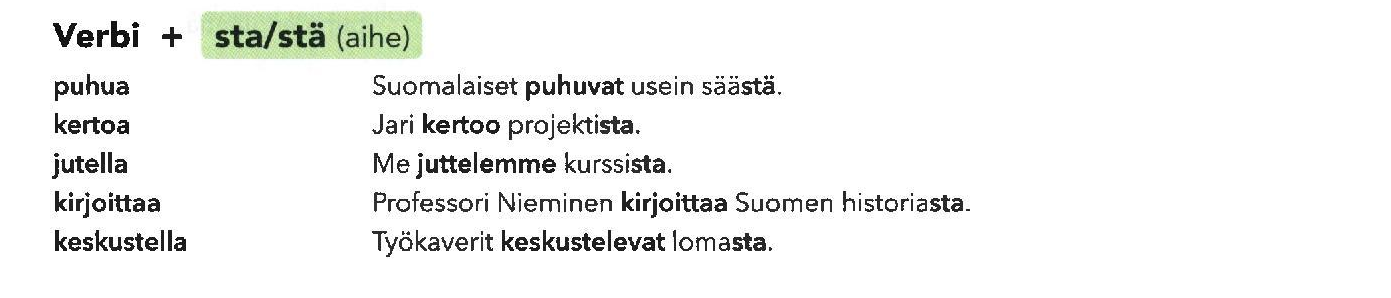 Verbi + sta/stä (aihe)
puhua Suomalaiset puhuvat usein säästä.
kertoa Jari kertoo projektista.
jutella Me juttelemme kurssista.
kirjoittaa Professori Nieminen kirjoittaa Suomen historiasta.
keskustella Työkaverit keskustelevat lomasta.